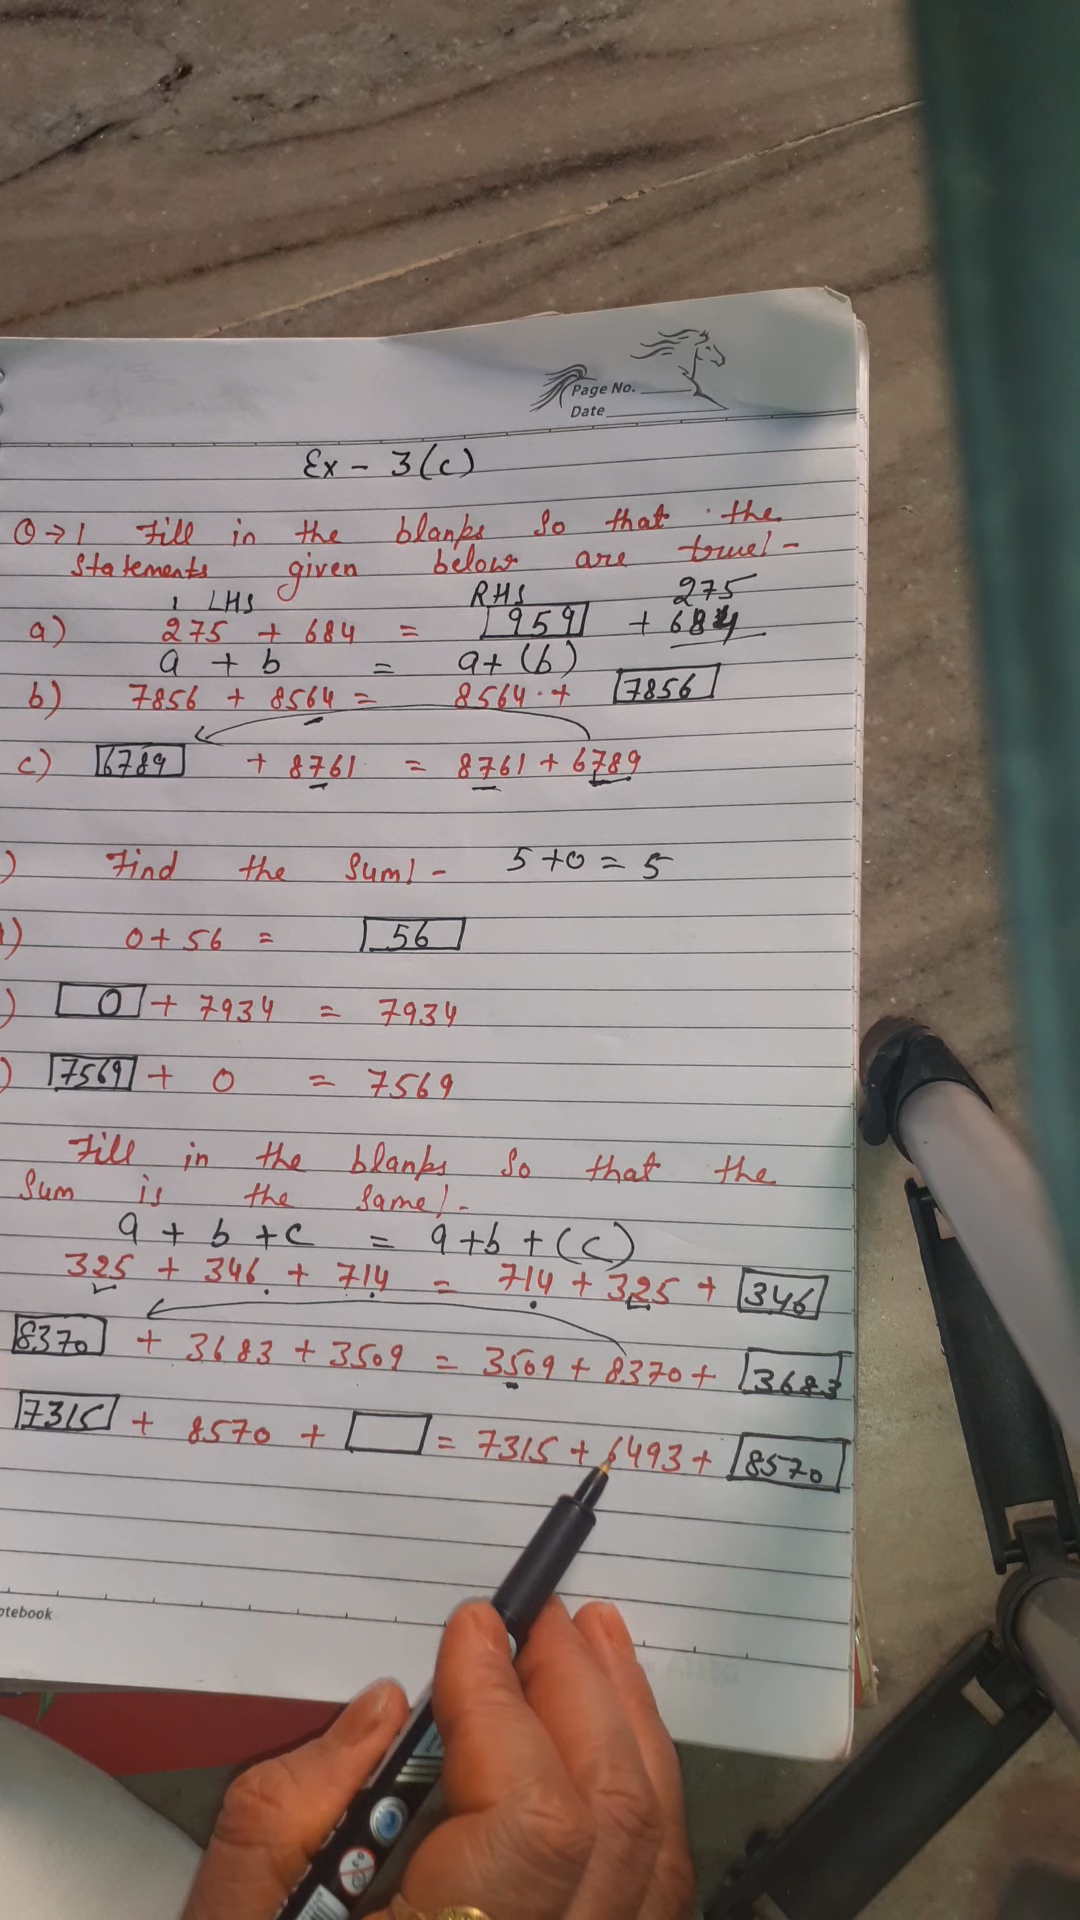 Page No.
Date
Ex - 3(c)
Q→1 Fill in the blanks so that the
statements given below are true!-
LHS RHS 275
a) 275 + 684 = 959 + 684
a + b = a+(b)
b) 7856 + 8564 = 8564 + 7856
c) 6789 + 8761 = 8761 + 6789
) Find the sum!- 5+0 = 5
) 0+56 = 56
) 0 + 7934 = 7934
) 7569 + 0 = 7569
Fill in the blanks so that the
sum is the same!-
a + b + c = a+b+(c)
325 + 346 + 714 = 714 + 325 + 346
8370 + 3683 + 3509 = 3509 + 8370 + 3683
7315 + 8570 + = 7315 + 6493 + 8570
otebook